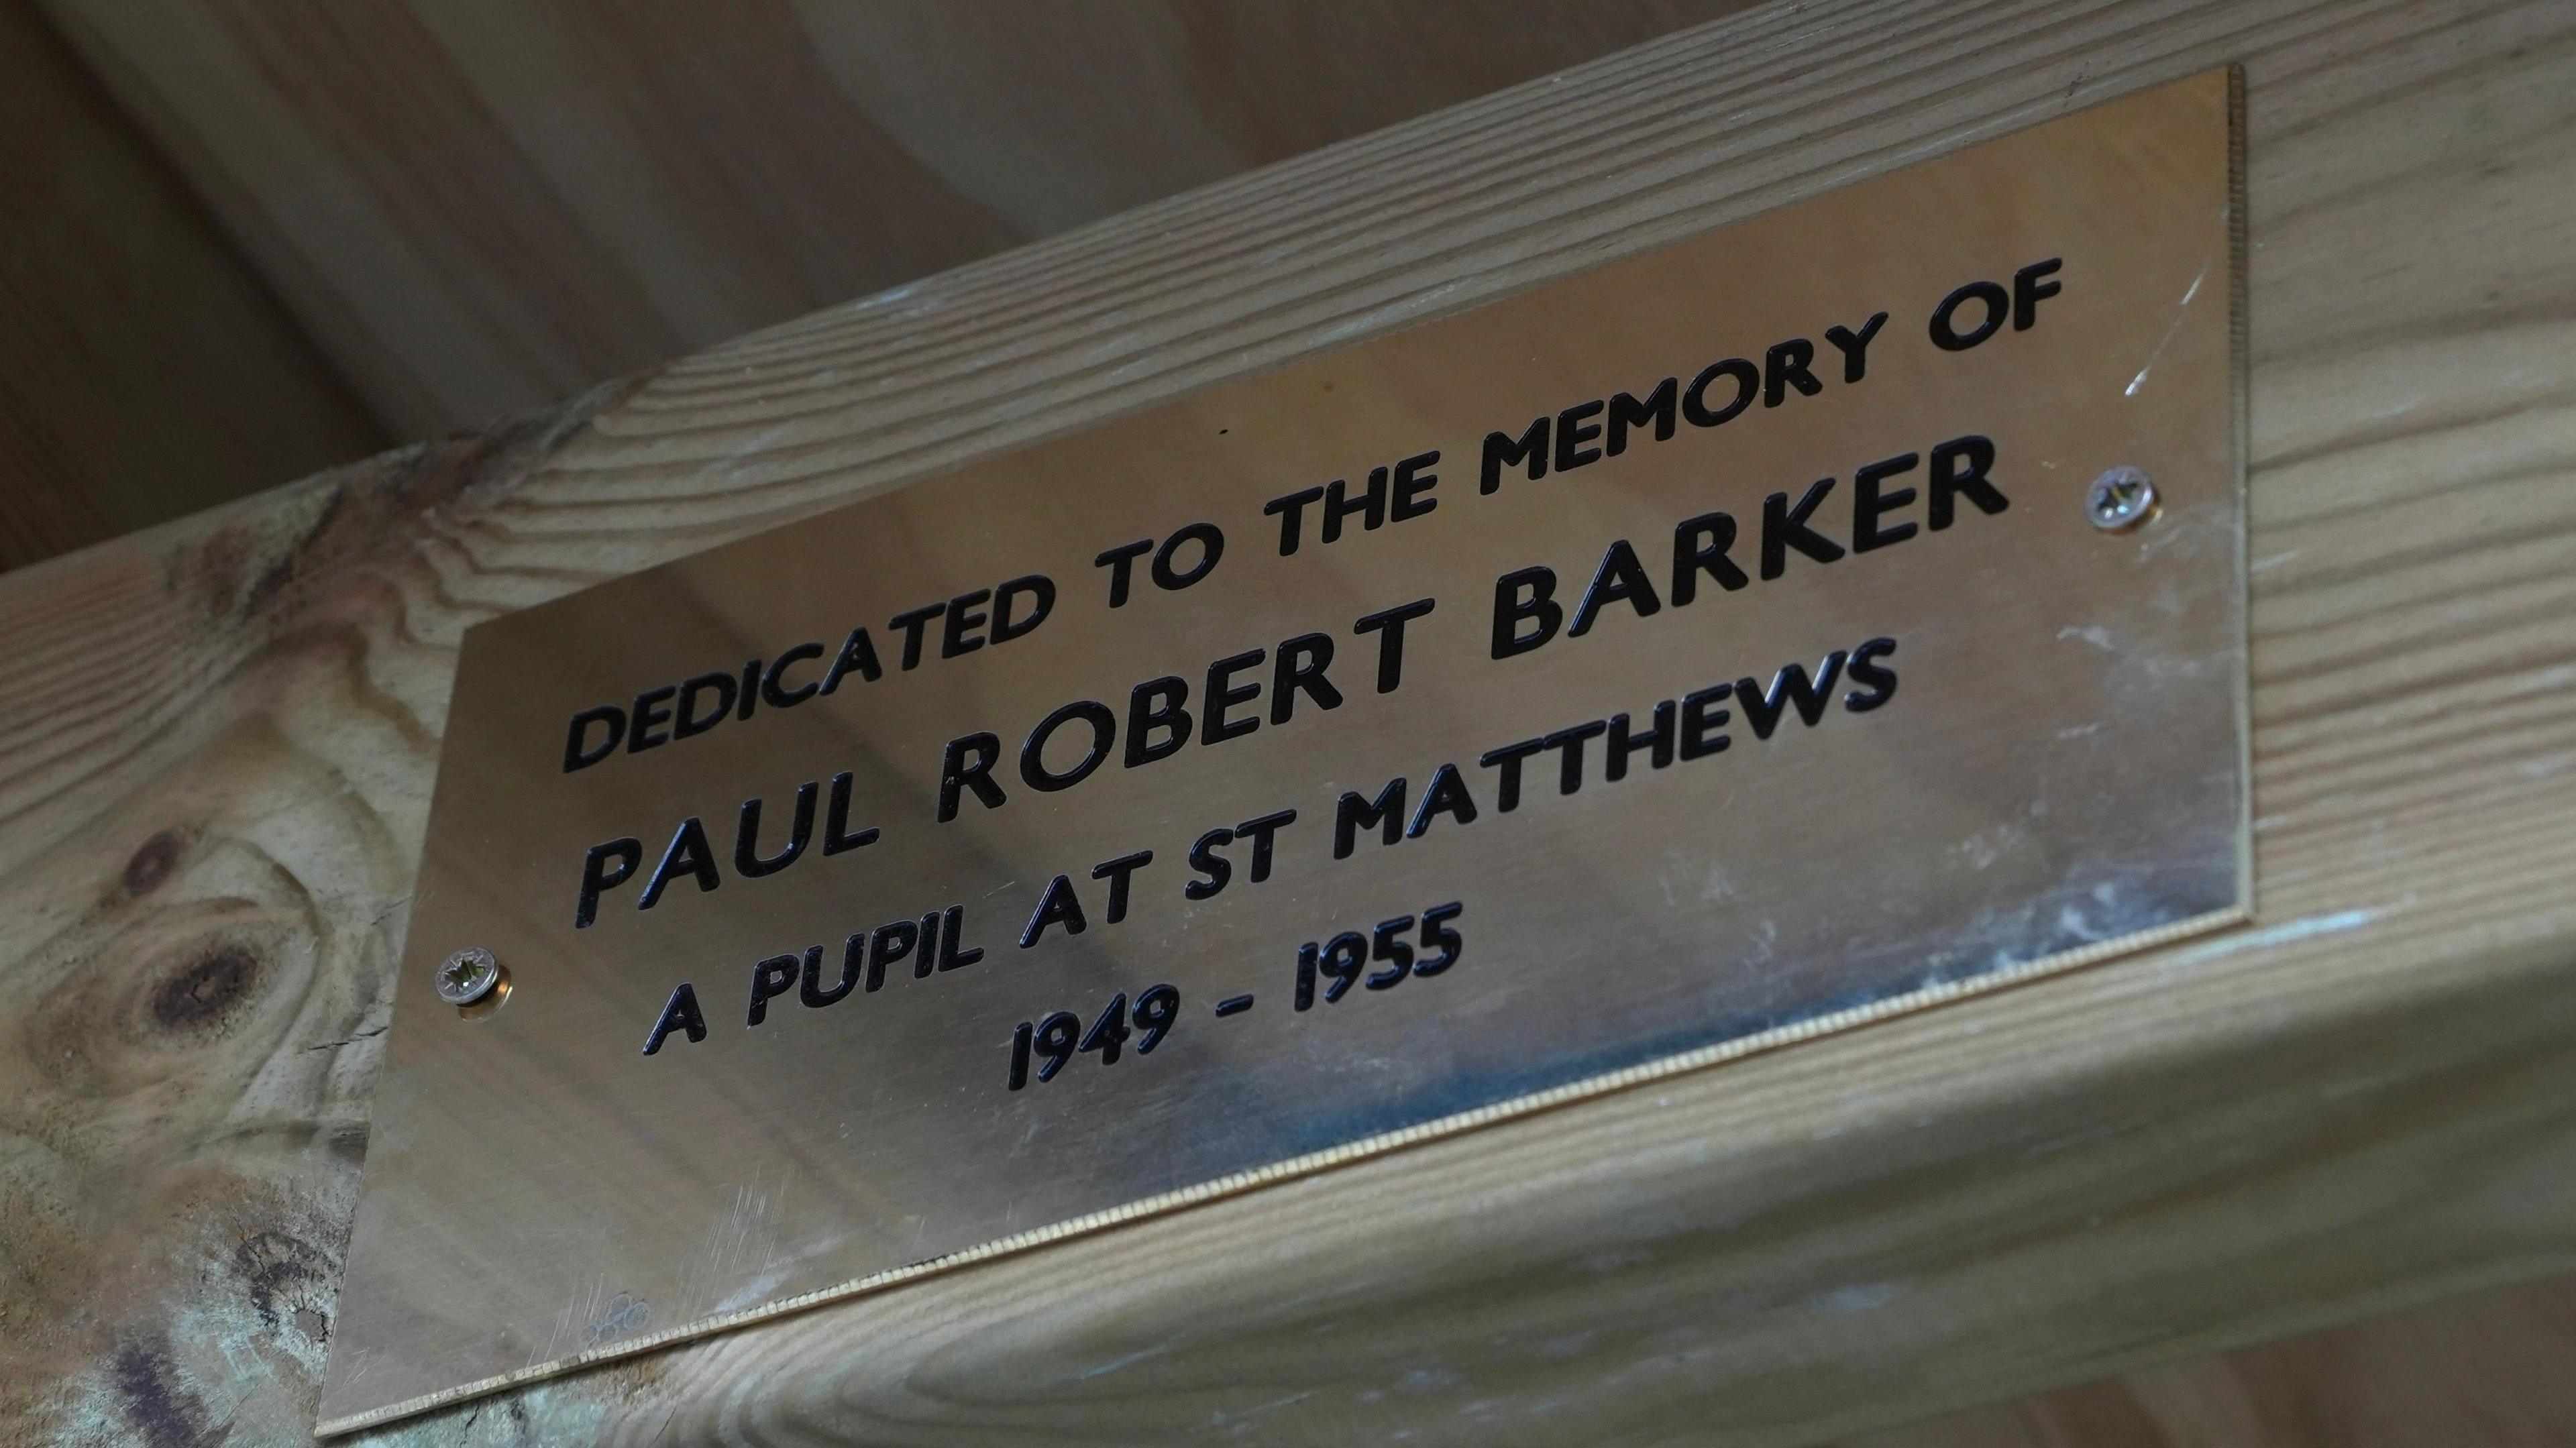 DEDICATED TO THE MEMORY OF
PAUL ROBERT BARKER
A PUPIL AT ST MATTHEWS
1949 - 1955